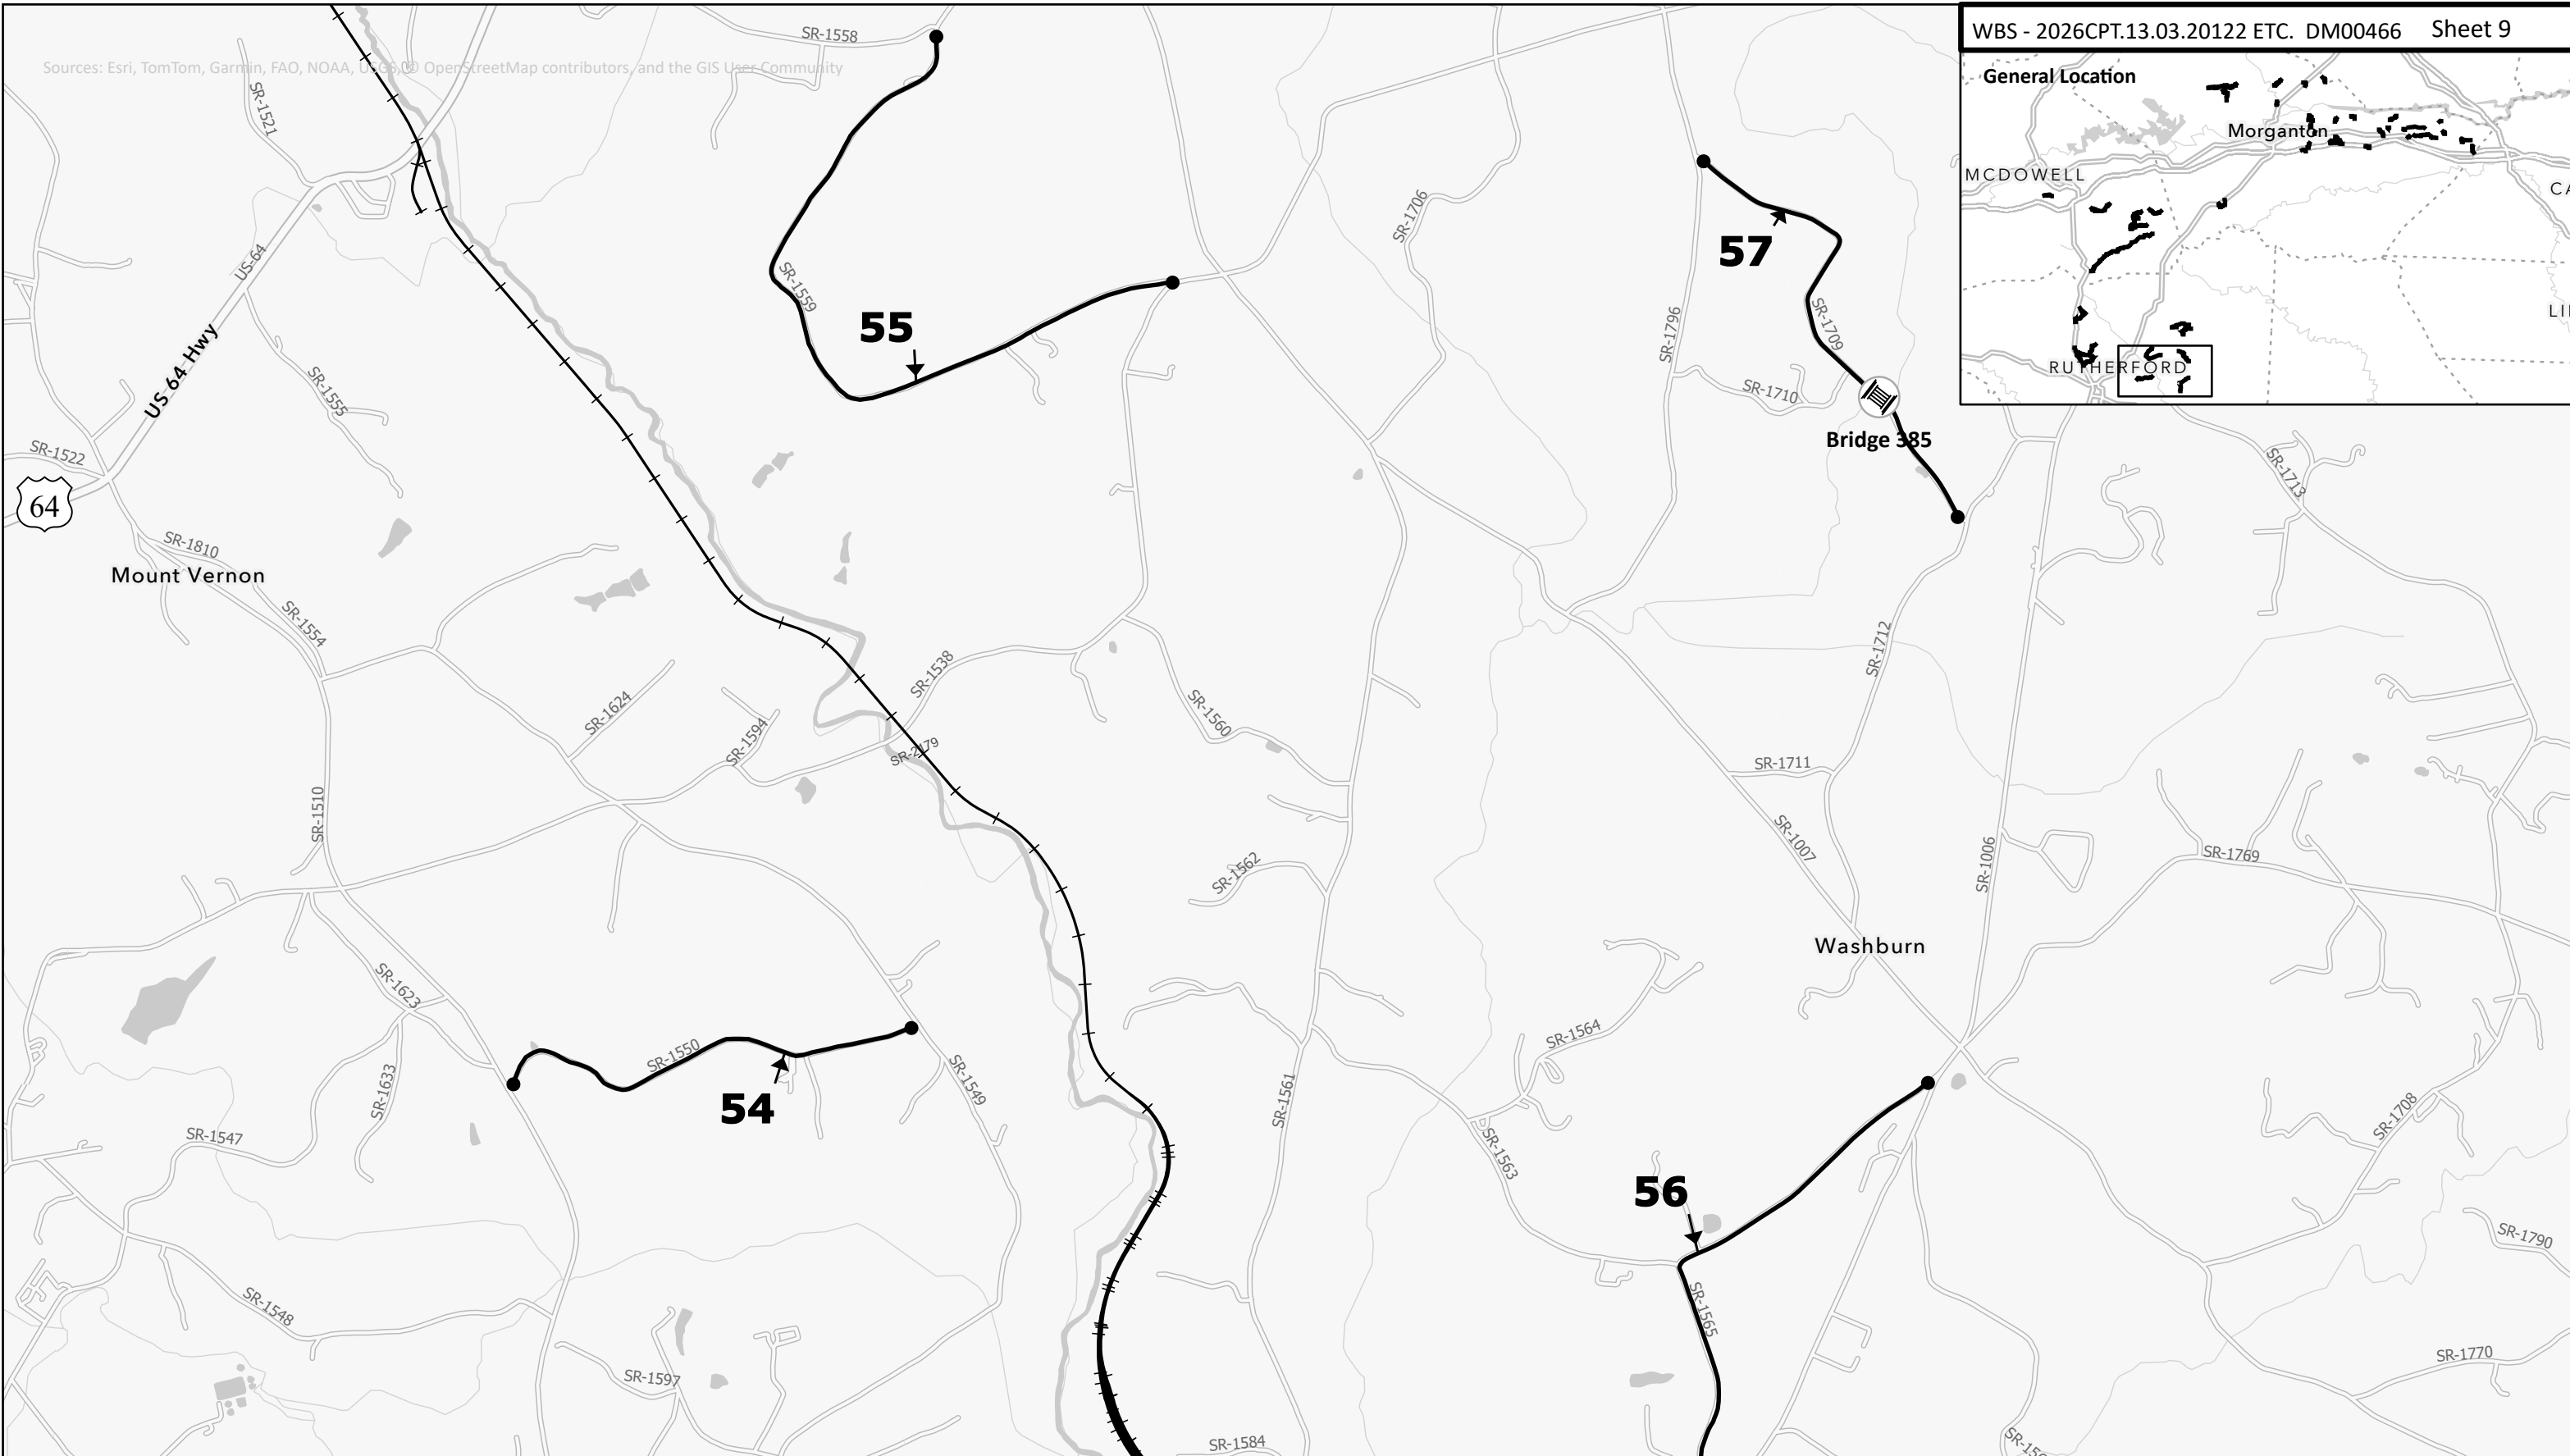 WBS - 2026CPT.13.03.20122 ETC.  DM00466    Sheet 9
General Location
Morganton
MCDOWELL
RUTHERFORD
Sources: Esri, TomTom, Garmin, FAO, NOAA, USGS, © OpenStreetMap contributors, and the GIS User Community
SR-1558
SR-1521
US-64
US 64 Hwy
SR-1559
55
SR-1706
57
SR-1796
SR-1709
SR-1710
Bridge 385
SR-1555
SR-1522
64
SR-1713
SR-1810
Mount Vernon
SR-1554
SR-1538
SR-1712
SR-1624
SR-1594
SR-2179
SR-1560
SR-1711
SR-1510
SR-1007
SR-1006
SR-1769
SR-1562
Washburn
SR-1623
SR-1564
SR-1550
SR-1549
54
SR-1633
SR-1561
SR-1708
SR-1547
SR-1563
56
SR-1790
SR-1548
SR-1565
SR-1770
SR-1597
SR-1584